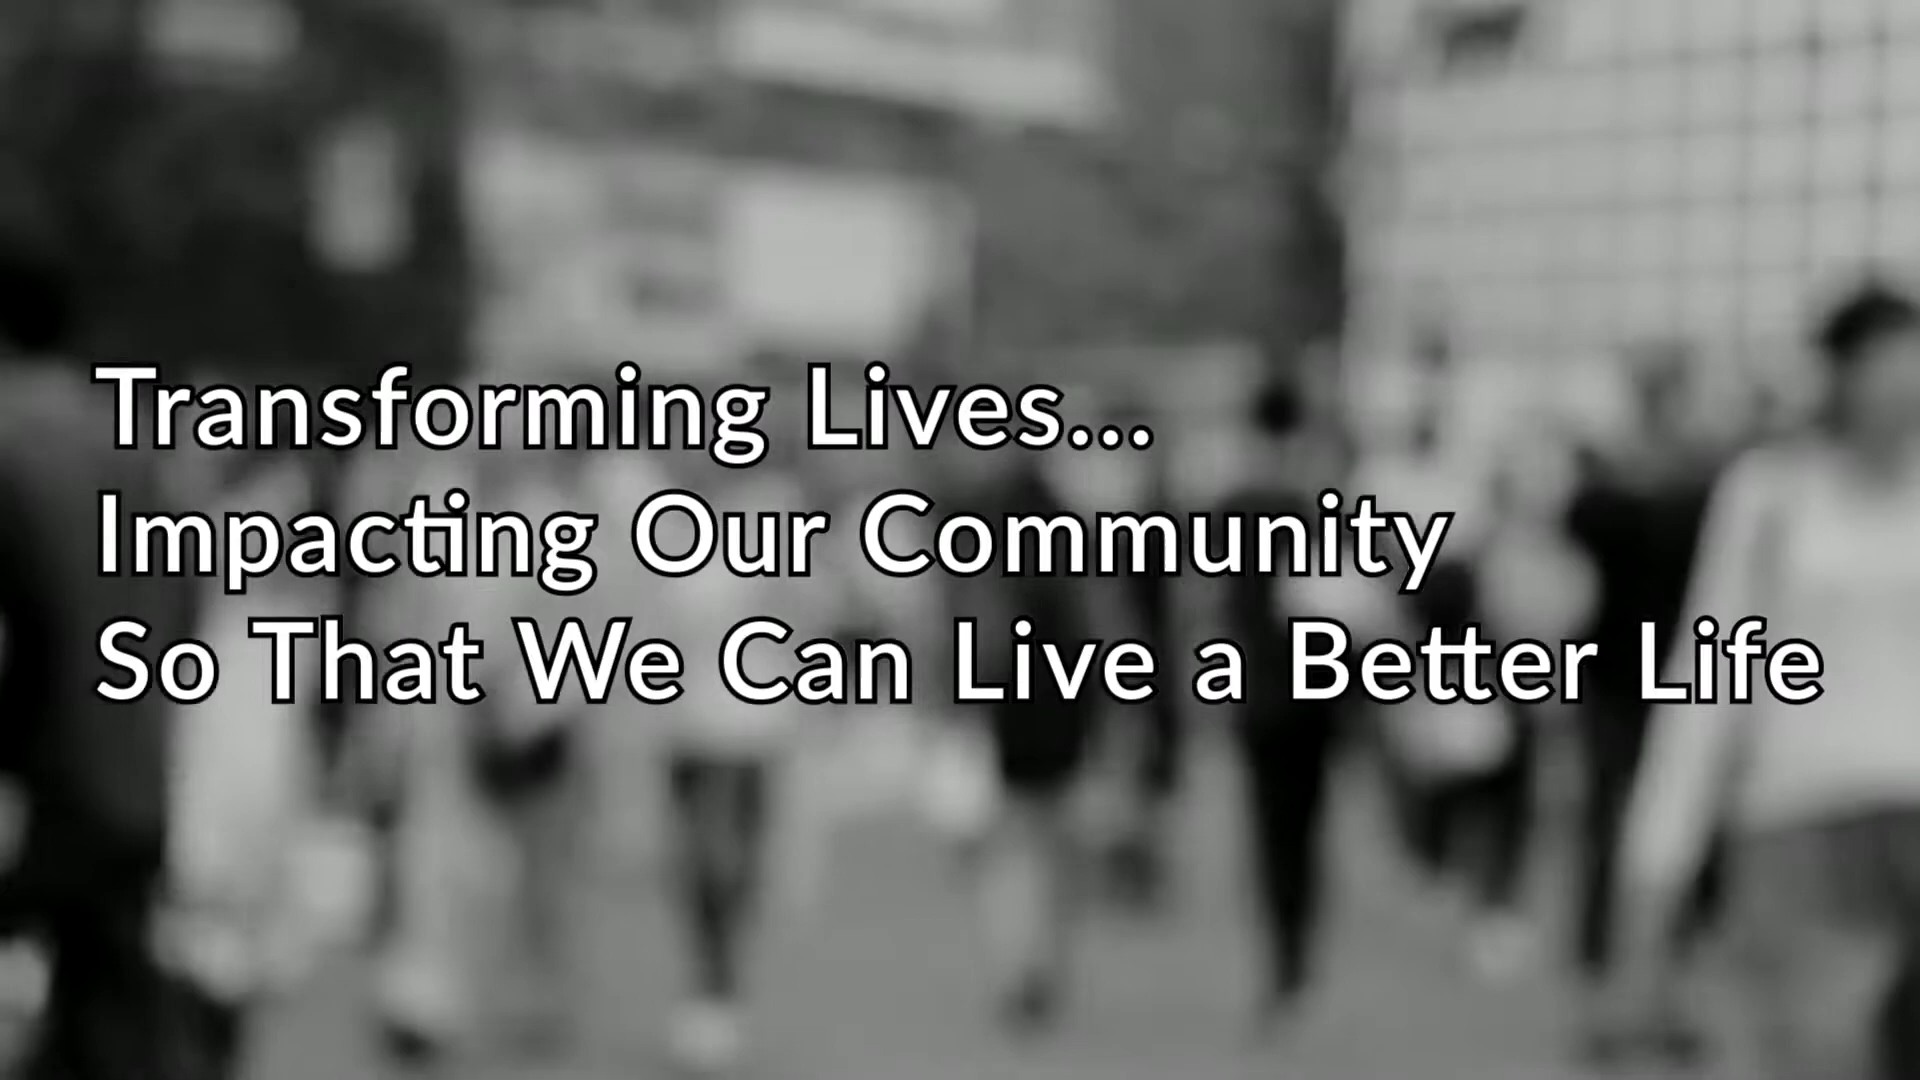 Transforming Lives...
Impacting Our Community
So That We Can Live a Better Life